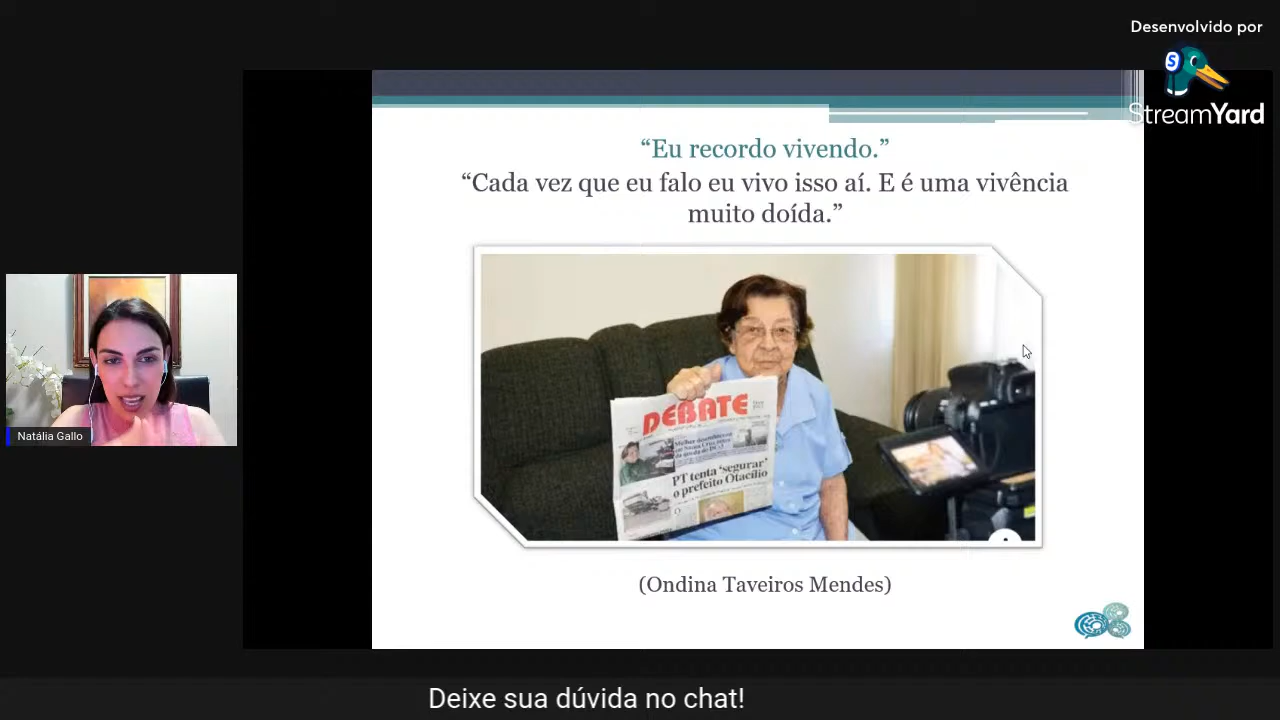 Desenvolvido por
StreamYard
“Eu recordo vivendo.”
“Cada vez que eu falo eu vivo isso aí. E é uma vivência
muito doída.”
DEBATE
PT tenta ‘segurar’
o prefeito Otacílio
Natália Gallo
(Ondina Taveiros Mendes)
Deixe sua dúvida no chat!